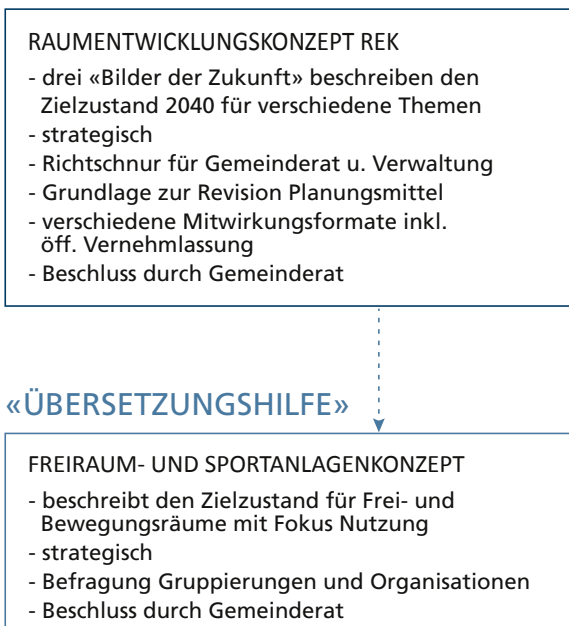 RAUMENTWICKLUNGSKONZEPT REK
- drei «Bilder der Zukunft» beschreiben den
Zielzustand 2040 für verschiedene Themen
- strategisch
- Richtschnur für Gemeinderat u. Verwaltung
- Grundlage zur Revision Planungsmittel
- verschiedene Mitwirkungsformate inkl.
öff. Vernehmlassung
- Beschluss durch Gemeinderat
«ÜBERSETZUNGSHILFE»
FREIRAUM- UND SPORTANLAGENKONZEPT
- beschreibt den Zielzustand für Frei- und
Bewegungsräume mit Fokus Nutzung
- strategisch
- Befragung Gruppierungen und Organisationen
- Beschluss durch Gemeinderat